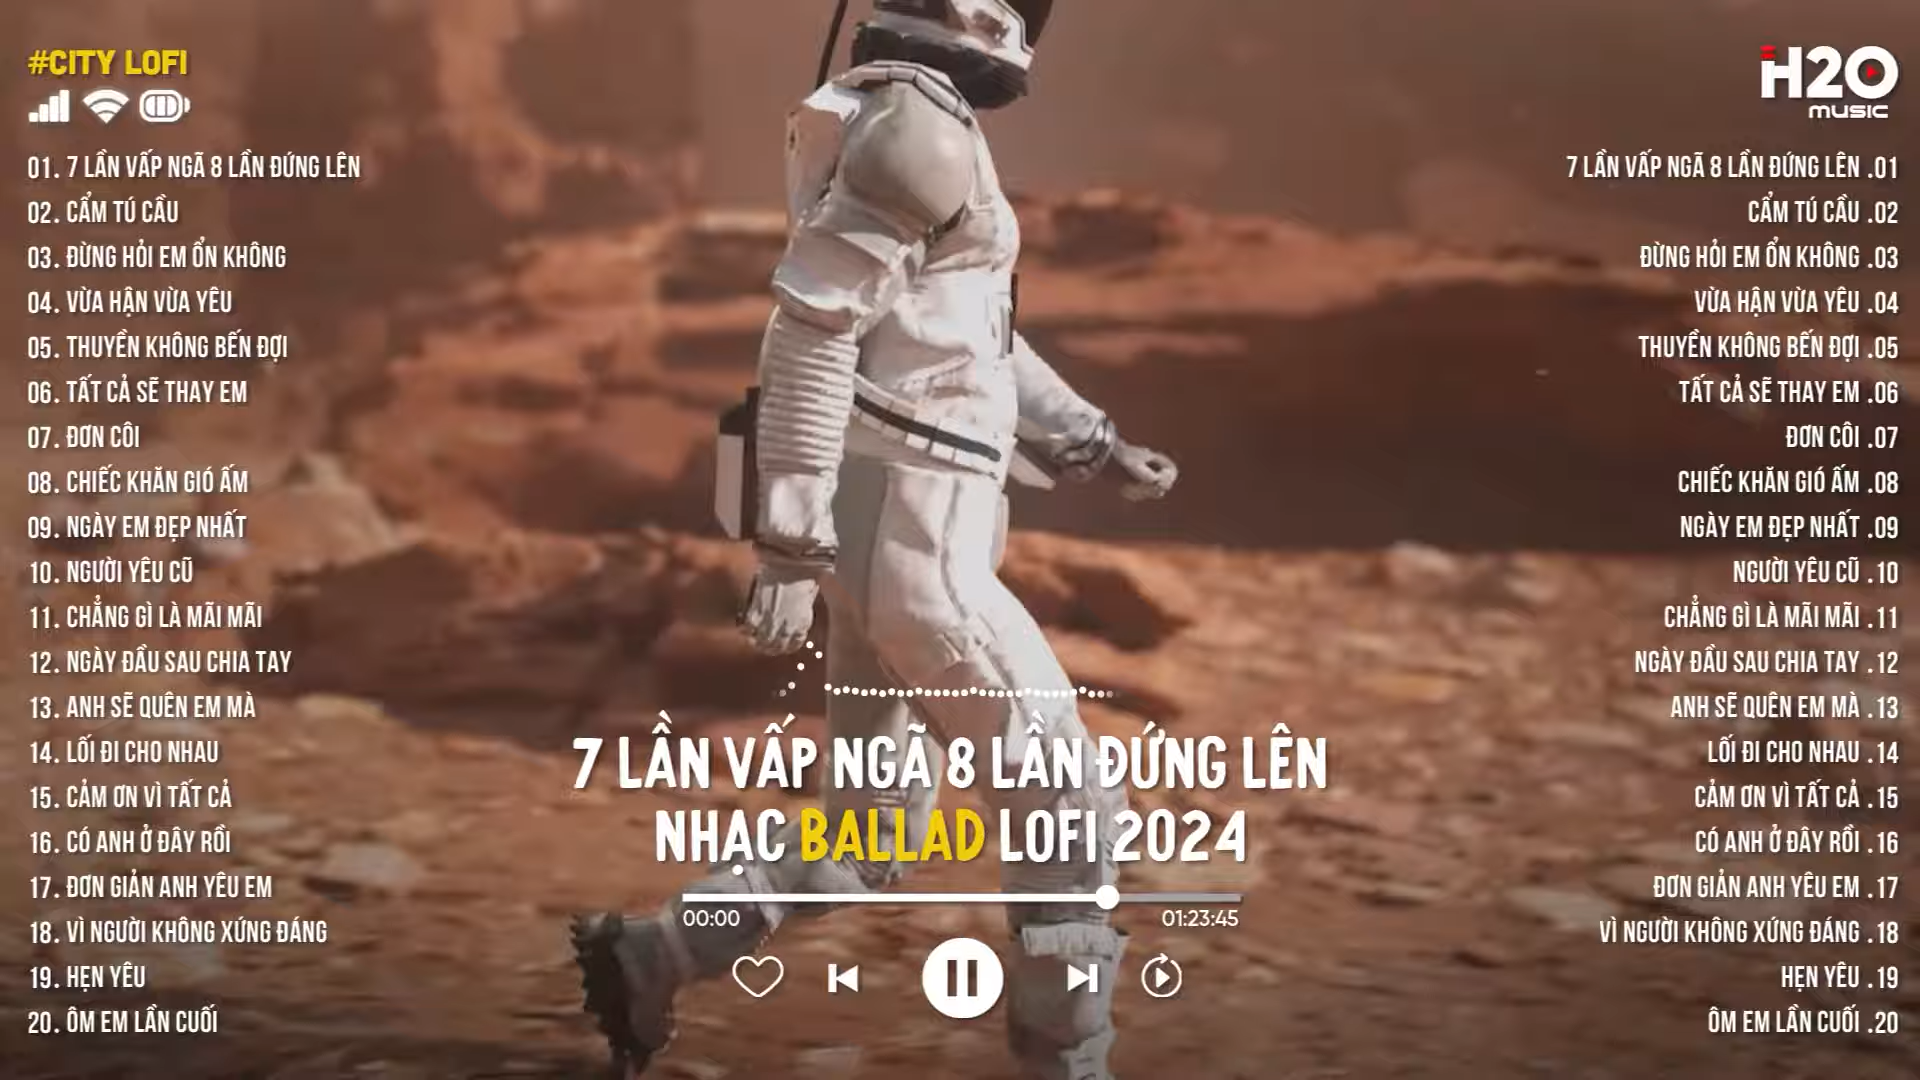 #CITY LOFI
H2O
MUSIC
01. 7 LẦN VẤP NGÃ 8 LẦN ĐỨNG LÊN
02. CẨM TÚ CẦU
03. ĐỪNG HỎI EM ỔN KHÔNG
04. VỪA HẬN VỪA YÊU
05. THUYỀN KHÔNG BẾN ĐỢI
06. TẤT CẢ SẼ THAY EM
07. ĐƠN CÔI
08. CHIẾC KHĂN GIÓ ẤM
09. NGÀY EM ĐẸP NHẤT
10. NGƯỜI YÊU CŨ
11. CHẲNG GÌ LÀ MÃI MÃI
12. NGÀY ĐẦU SAU CHIA TAY
13. ANH SẼ QUÊN EM MÀ
14. LỐI ĐI CHO NHAU
15. CẢM ƠN VÌ TẤT CẢ
16. CÓ ANH Ở ĐÂY RỒI
17. ĐƠN GIẢN ANH YÊU EM
18. VÌ NGƯỜI KHÔNG XỨNG ĐÁNG
19. HẸN YÊU
20. ÔM EM LẦN CUỐI
7 LẦN VẤP NGÃ 8 LẦN ĐỨNG LÊN .01
CẨM TÚ CẦU .02
ĐỪNG HỎI EM ỔN KHÔNG .03
VỪA HẬN VỪA YÊU .04
THUYỀN KHÔNG BẾN ĐỢI .05
TẤT CẢ SẼ THAY EM .06
ĐƠN CÔI .07
CHIẾC KHĂN GIÓ ẤM .08
NGÀY EM ĐẸP NHẤT .09
NGƯỜI YÊU CŨ .10
CHẲNG GÌ LÀ MÃI MÃI .11
NGÀY ĐẦU SAU CHIA TAY .12
ANH SẼ QUÊN EM MÀ .13
LỐI ĐI CHO NHAU .14
CẢM ƠN VÌ TẤT CẢ .15
CÓ ANH Ở ĐÂY RỒI .16
ĐƠN GIẢN ANH YÊU EM .17
VÌ NGƯỜI KHÔNG XỨNG ĐÁNG .18
HẸN YÊU .19
ÔM EM LẦN CUỐI .20
7 LẦN VẤP NGÃ 8 LẦN ĐỨNG LÊN
NHẠC BALLAD LOFI 2024
00:00
01:23:45